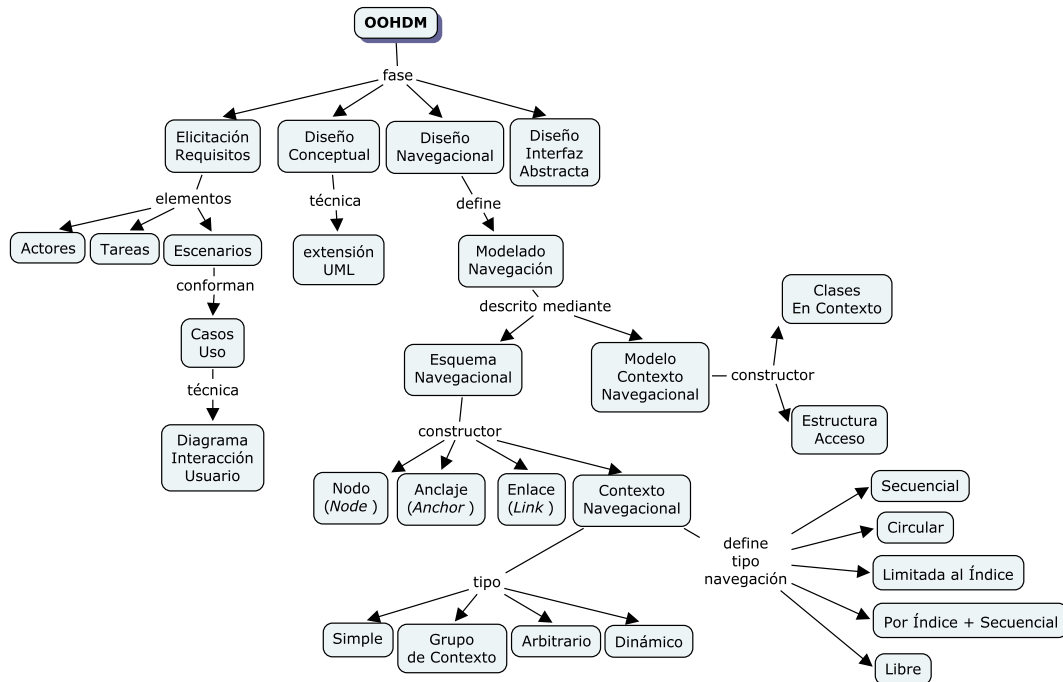 OOHDM
fase
Elicitación
Requisitos
Diseño
Conceptual
Diseño
Navegacional
Diseño
Interfaz
Abstracta
elementos
técnica
define
Actores
Tareas
Escenarios
extensión
UML
Modelado
Navegación
conforman
descrito mediante
Clases
En Contexto
Casos
Uso
Esquema
Navegacional
Modelo
Contexto
Navegacional
constructor
técnica
Estructura
Acceso
constructor
Diagrama
Interacción
Usuario
Nodo
(Node )
Anclaje
(Anchor )
Enlace
(Link )
Contexto
Navegacional
define
tipo
navegación
Secuencial
Circular
Limitada al Índice
Por Índice + Secuencial
Libre
tipo
Simple
Grupo
de Contexto
Arbitrario
Dinámico